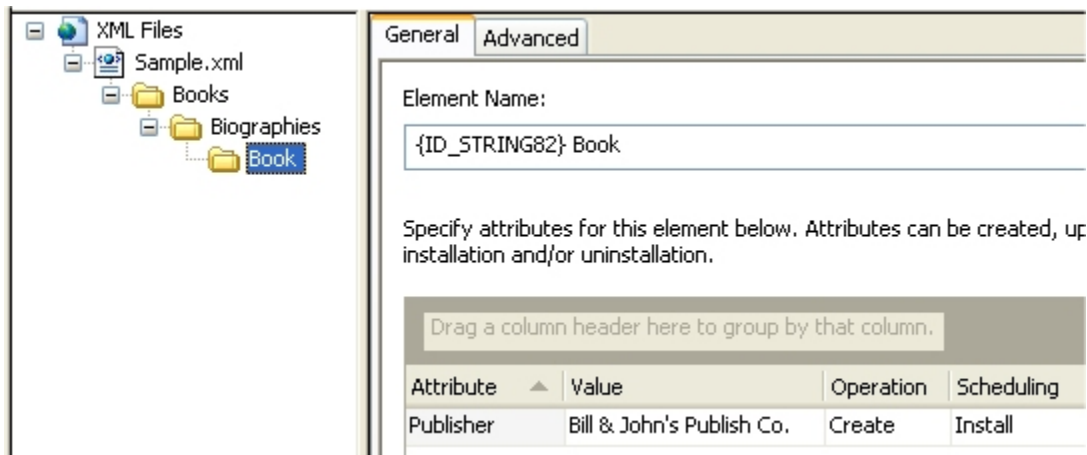 XML Files
Sample.xml
Books
Biographies
Book
General Advanced
Element Name:
{ID_STRING82} Book
Specify attributes for this element below. Attributes can be created,
installation and/or uninstallation.
Drag a column header here to group by that column.
Attribute Value Operation Scheduling
Publisher Bill & John's Publish Co. Create Install